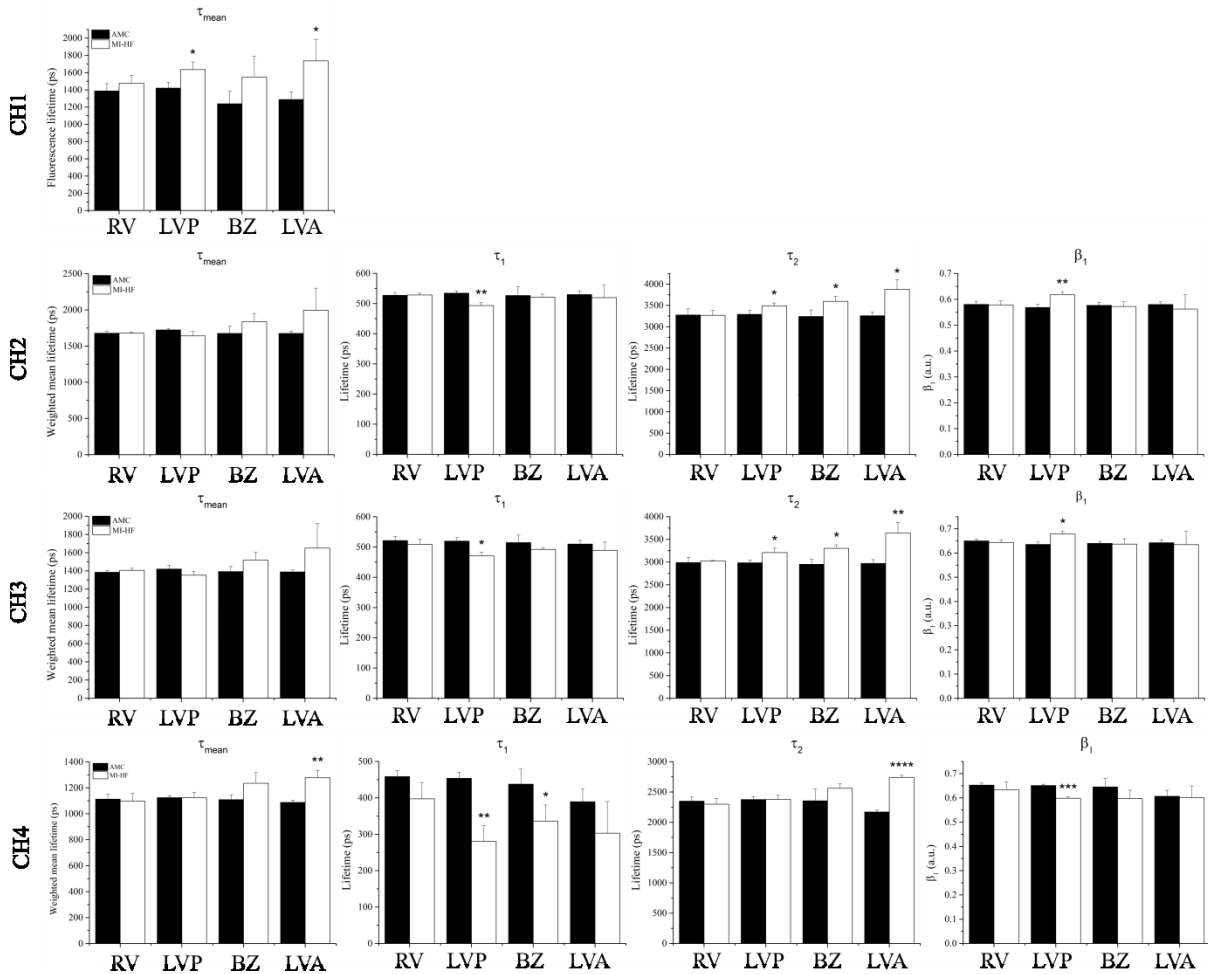 CH1
τmean
AMC
MI-HF
Fluorescence lifetime (ps)
2000
1800
1600
1400
1200
1000
800
600
400
200
0
*
*
RV LVP BZ LVA
CH2
τmean
AMC
MI-HF
Weighted mean lifetime (ps)
2500
2000
1500
1000
500
0
RV LVP BZ LVA
τ1
Lifetime (ps)
600
500
400
300
200
100
0
**
RV LVP BZ LVA
τ2
Lifetime (ps)
4000
3500
3000
2500
2000
1500
1000
500
0
*
*
*
RV LVP BZ LVA
β1
β1 (a.u.)
0.7
0.6
0.5
0.4
0.3
0.2
0.1
0.0
**
RV LVP BZ LVA
CH3
τmean
AMC
MI-HF
Weighted mean lifetime (ps)
2000
1800
1600
1400
1200
1000
800
600
400
200
0
RV LVP BZ LVA
τ1
Lifetime (ps)
600
500
400
300
200
100
0
*
RV LVP BZ LVA
τ2
Lifetime (ps)
4000
3500
3000
2500
2000
1500
1000
500
0
*
*
**
RV LVP BZ LVA
β1
β1 (a.u.)
0.7
0.6
0.5
0.4
0.3
0.2
0.1
0.0
*
RV LVP BZ LVA
CH4
τmean
AMC
MI-HF
Weighted mean lifetime (ps)
1400
1200
1000
800
600
400
200
0
**
RV LVP BZ LVA
τ1
Lifetime (ps)
500
400
300
200
100
0
**
*
RV LVP BZ LVA
τ2
Lifetime (ps)
3000
2500
2000
1500
1000
500
0
****
RV LVP BZ LVA
β1
β1 (a.u.)
0.7
0.6
0.5
0.4
0.3
0.2
0.1
0.0
***
RV LVP BZ LVA